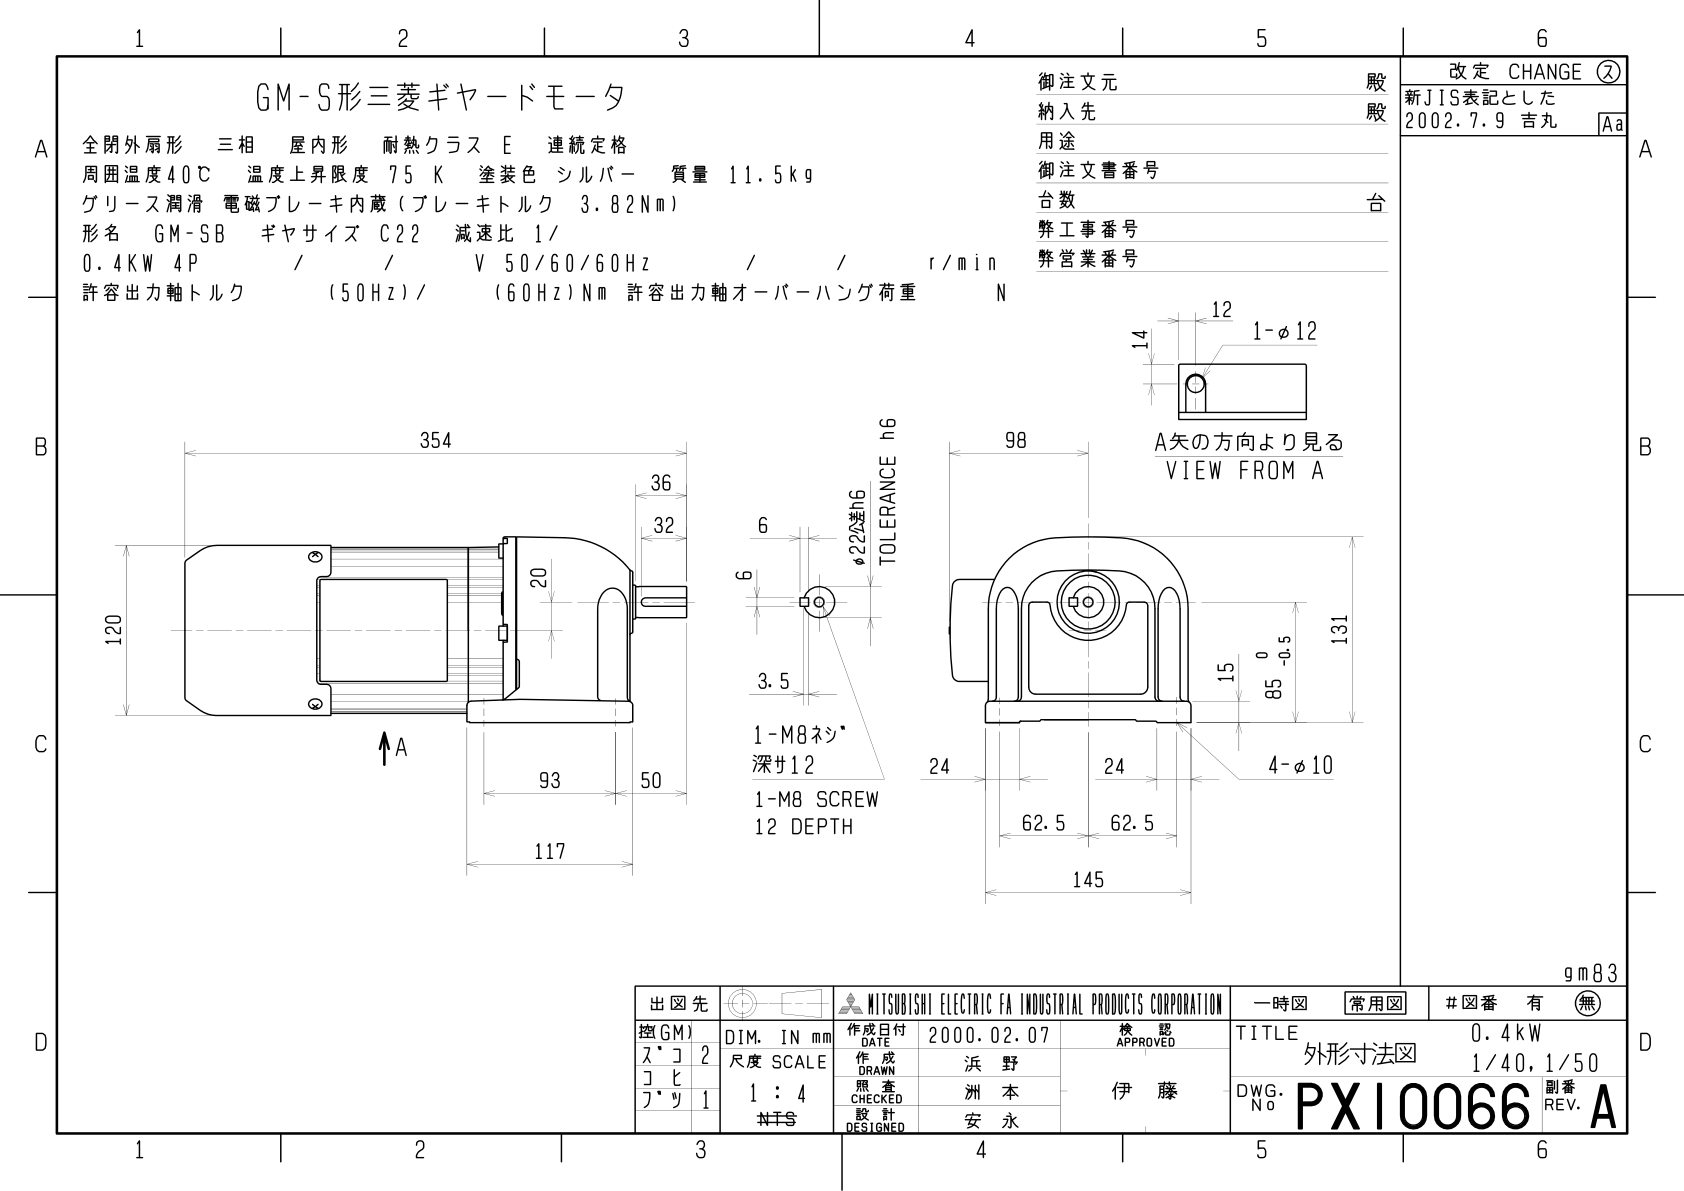 1 2 3 4 5 6
GM-S形三菱ギヤードモータ
全閉外扇形 三相 屋内形 耐熱クラス E 連続定格
周囲温度40℃ 温度上昇限度 75 K 塗装色 シルバー 質量 11.5kg
グリース潤滑 電磁ブレーキ内蔵(ブレーキトルク 3.82Nm)
形名 GM-SB ギヤサイズ C22 減速比 1/
0.4KW 4P / / V 50/60/60Hz / / r/min
許容出力軸トルク (50Hz)/ (60Hz)Nm 許容出力軸オーバーハング荷重 N
御注文元 殿
納入先 殿
用途
御注文書番号
台数 台
弊工事番号
弊営業番号
改定 CHANGE ス
新JIS表記とした
2002.7.9 吉丸 Aa
A A
B B
C C
D D
12
14
1-φ12
A矢の方向より見る
VIEW FROM A
354
36
32
20
120
A
93 50
117
6
6
3.5
φ22公差h6
TOLERANCE h6
1-M8ネジ
深サ12
1-M8 SCREW
12 DEPTH
98
131
15
85 0 -0.5
24 24
4-φ10
62.5 62.5
145
gm83
出図先
控(GM)
ズコ 2
コヒ
ブツ 1
DIM. IN mm
尺度 SCALE
1 : 4
NTS
MITSUBISHI ELECTRIC FA INDUSTRIAL PRODUCTS CORPORATION
作成日付 DATE 2000.02.07
作成 DRAWN 浜野
照査 CHECKED 洲本
設計 DESIGNED 安永
検認 APPROVED
伊藤
一時図 常用図 #図番 有 無
TITLE 0.4kW
外形寸法図 1/40,1/50
DWG. No PX10066 副番 REV. A
1 2 3 4 5 6